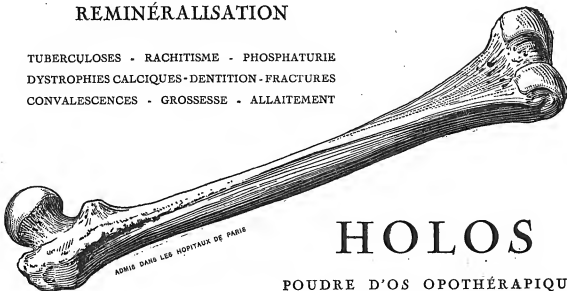 REMINÉRALISATION
TUBERCULOSES - RACHITISME - PHOSPHATURIE
DYSTROPHIES CALCIQUES - DENTITION - FRACTURES
CONVALESCENCES - GROSSESSE - ALLAITEMENT
ADMIS DANS LES HOPITAUX DE PARIS
HOLOS
POUDRE D'OS OPOTHÉRAPIQU